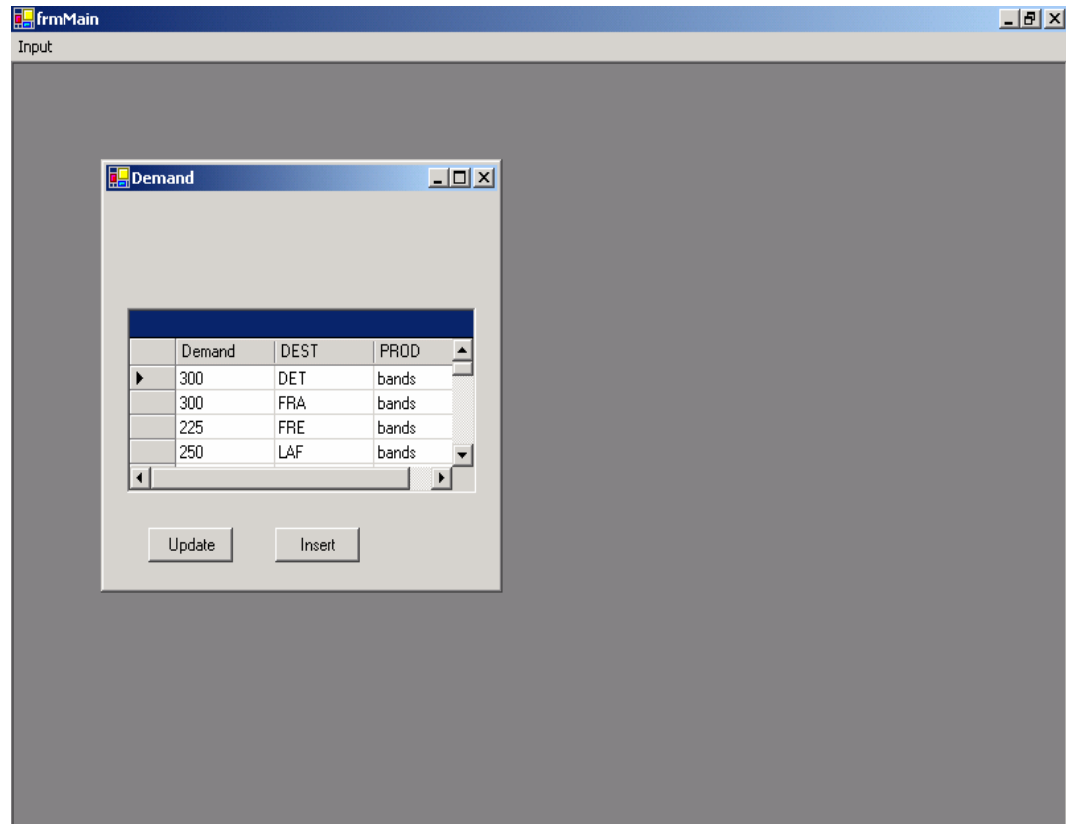 frmMain
Input
Demand
Demand DEST PROD
300 DET bands
300 FRA bands
225 FRE bands
250 LAF bands
Update Insert